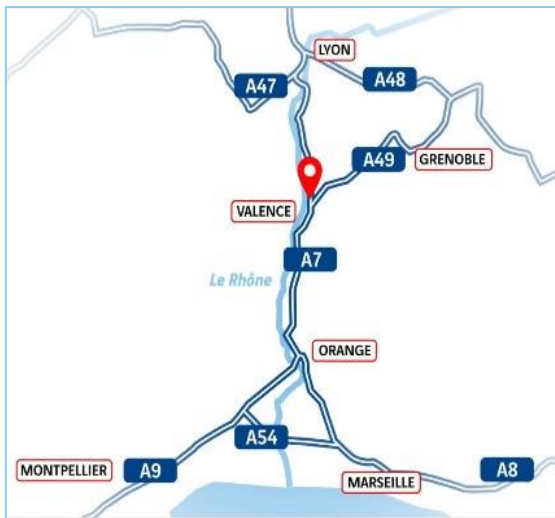 LYON
A47
A48
A49
GRENOBLE
VALENCE
A7
Le Rhône
ORANGE
A54
MONTPELLIER
A9
MARSEILLE
A8